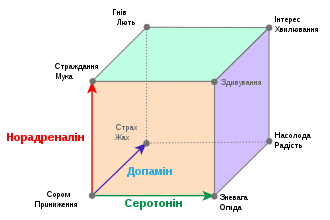 Гнів
Лють
Інтерес
Хвилювання
Страждання
Мука
Здивування
Норадреналін
Страх
Жах
Насолода
Радість
Допамін
Сором
Приниження
Серотонін
Зневага
Огида